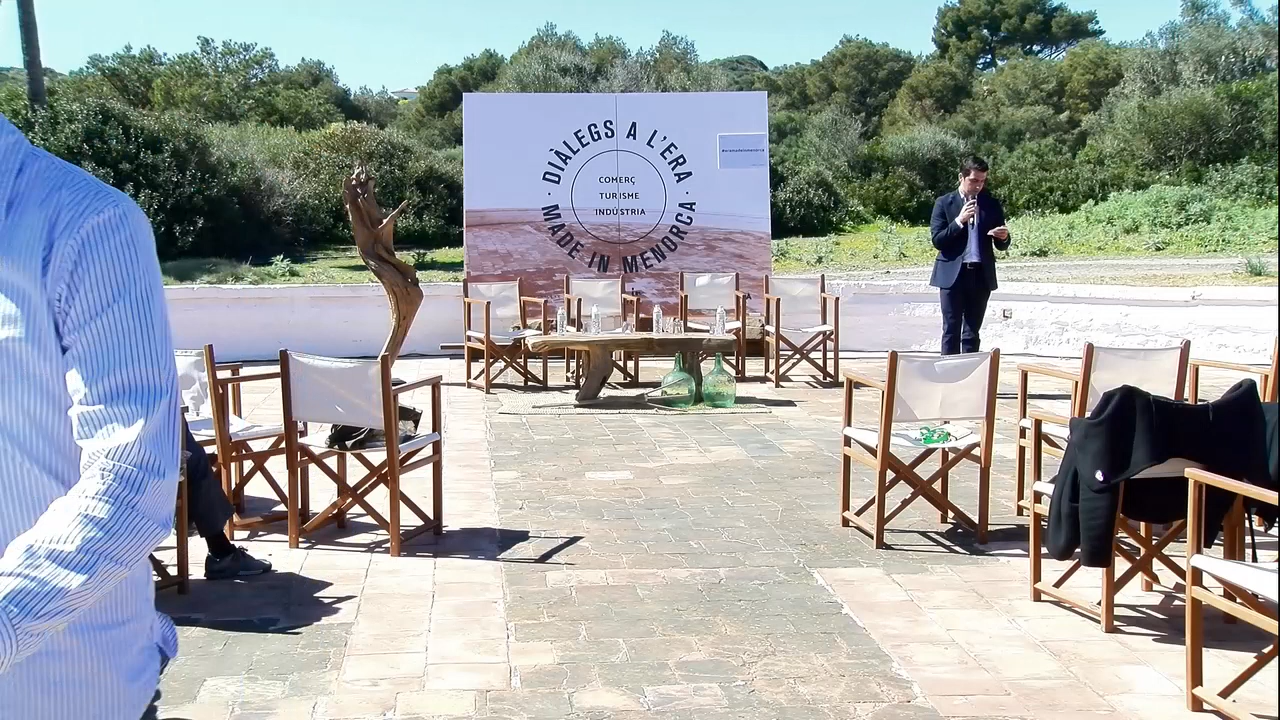 · DIÀLEGS A L'ERA ·
COMERÇ
TURISME
INDÚSTRIA
MADE IN MENORCA